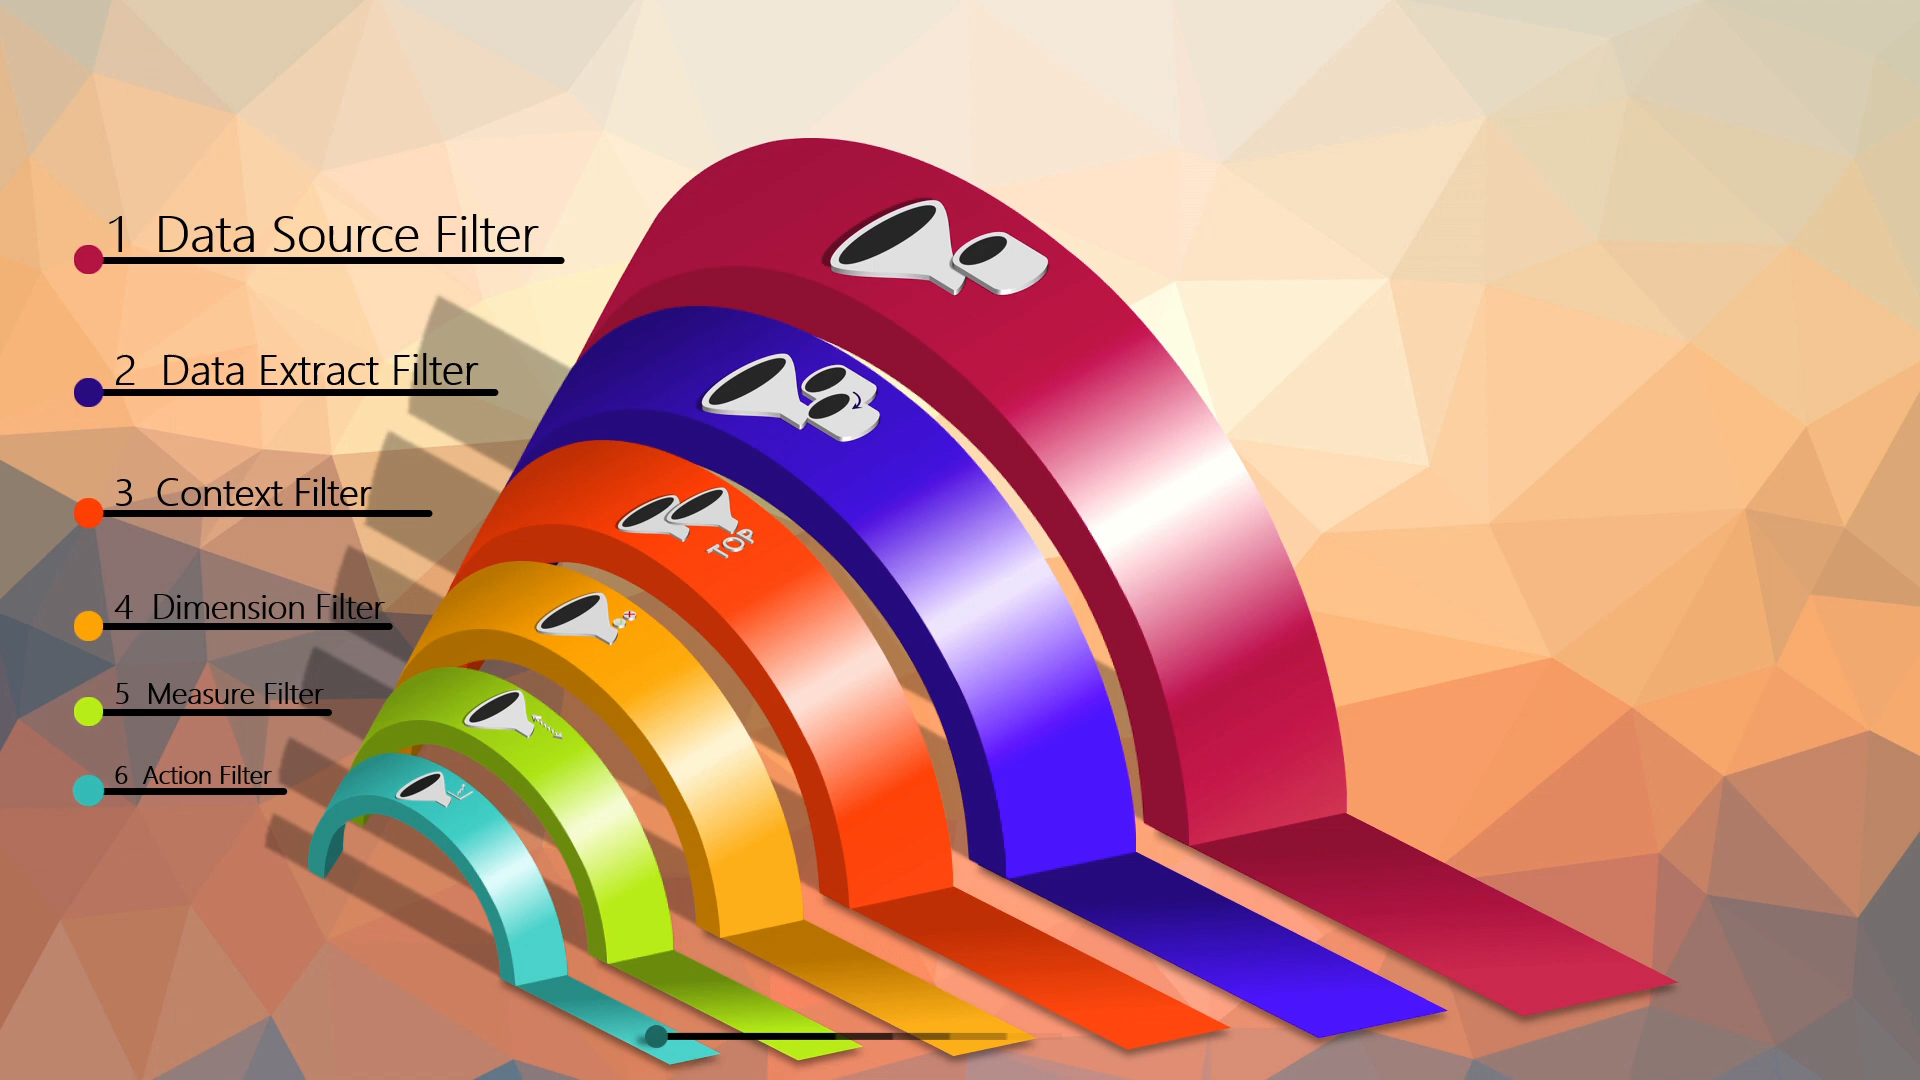 1 Data Source Filter
2 Data Extract Filter
3 Context Filter
TOP
4 Dimension Filter
5 Measure Filter
6 Action Filter